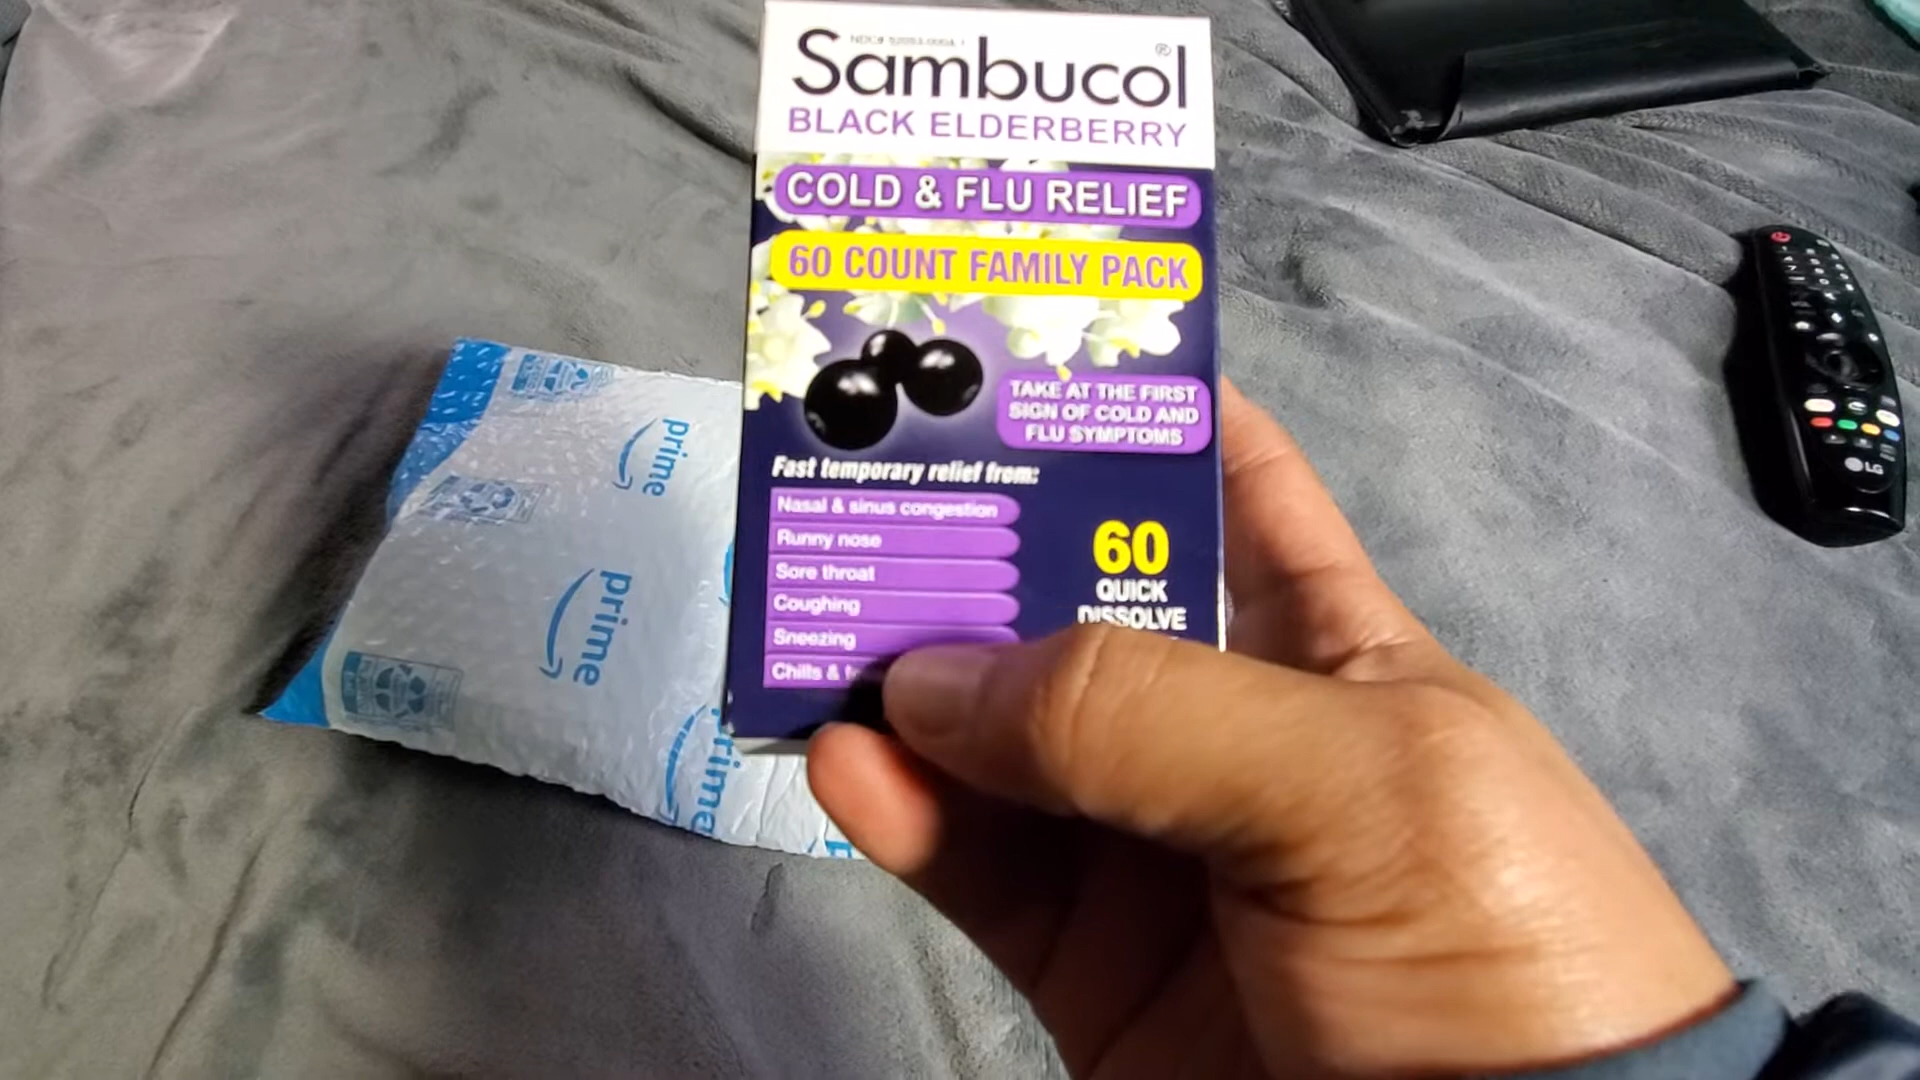 Sambucol®
BLACK ELDERBERRY
COLD & FLU RELIEF
60 COUNT FAMILY PACK
TAKE AT THE FIRST
SIGN OF COLD AND
FLU SYMPTOMS
Fast temporary relief from:
Nasal & sinus congestion
Runny nose
Sore throat
Coughing
Sneezing
Chills &
60
QUICK
DISSOLVE
prime
prime
prime
LG